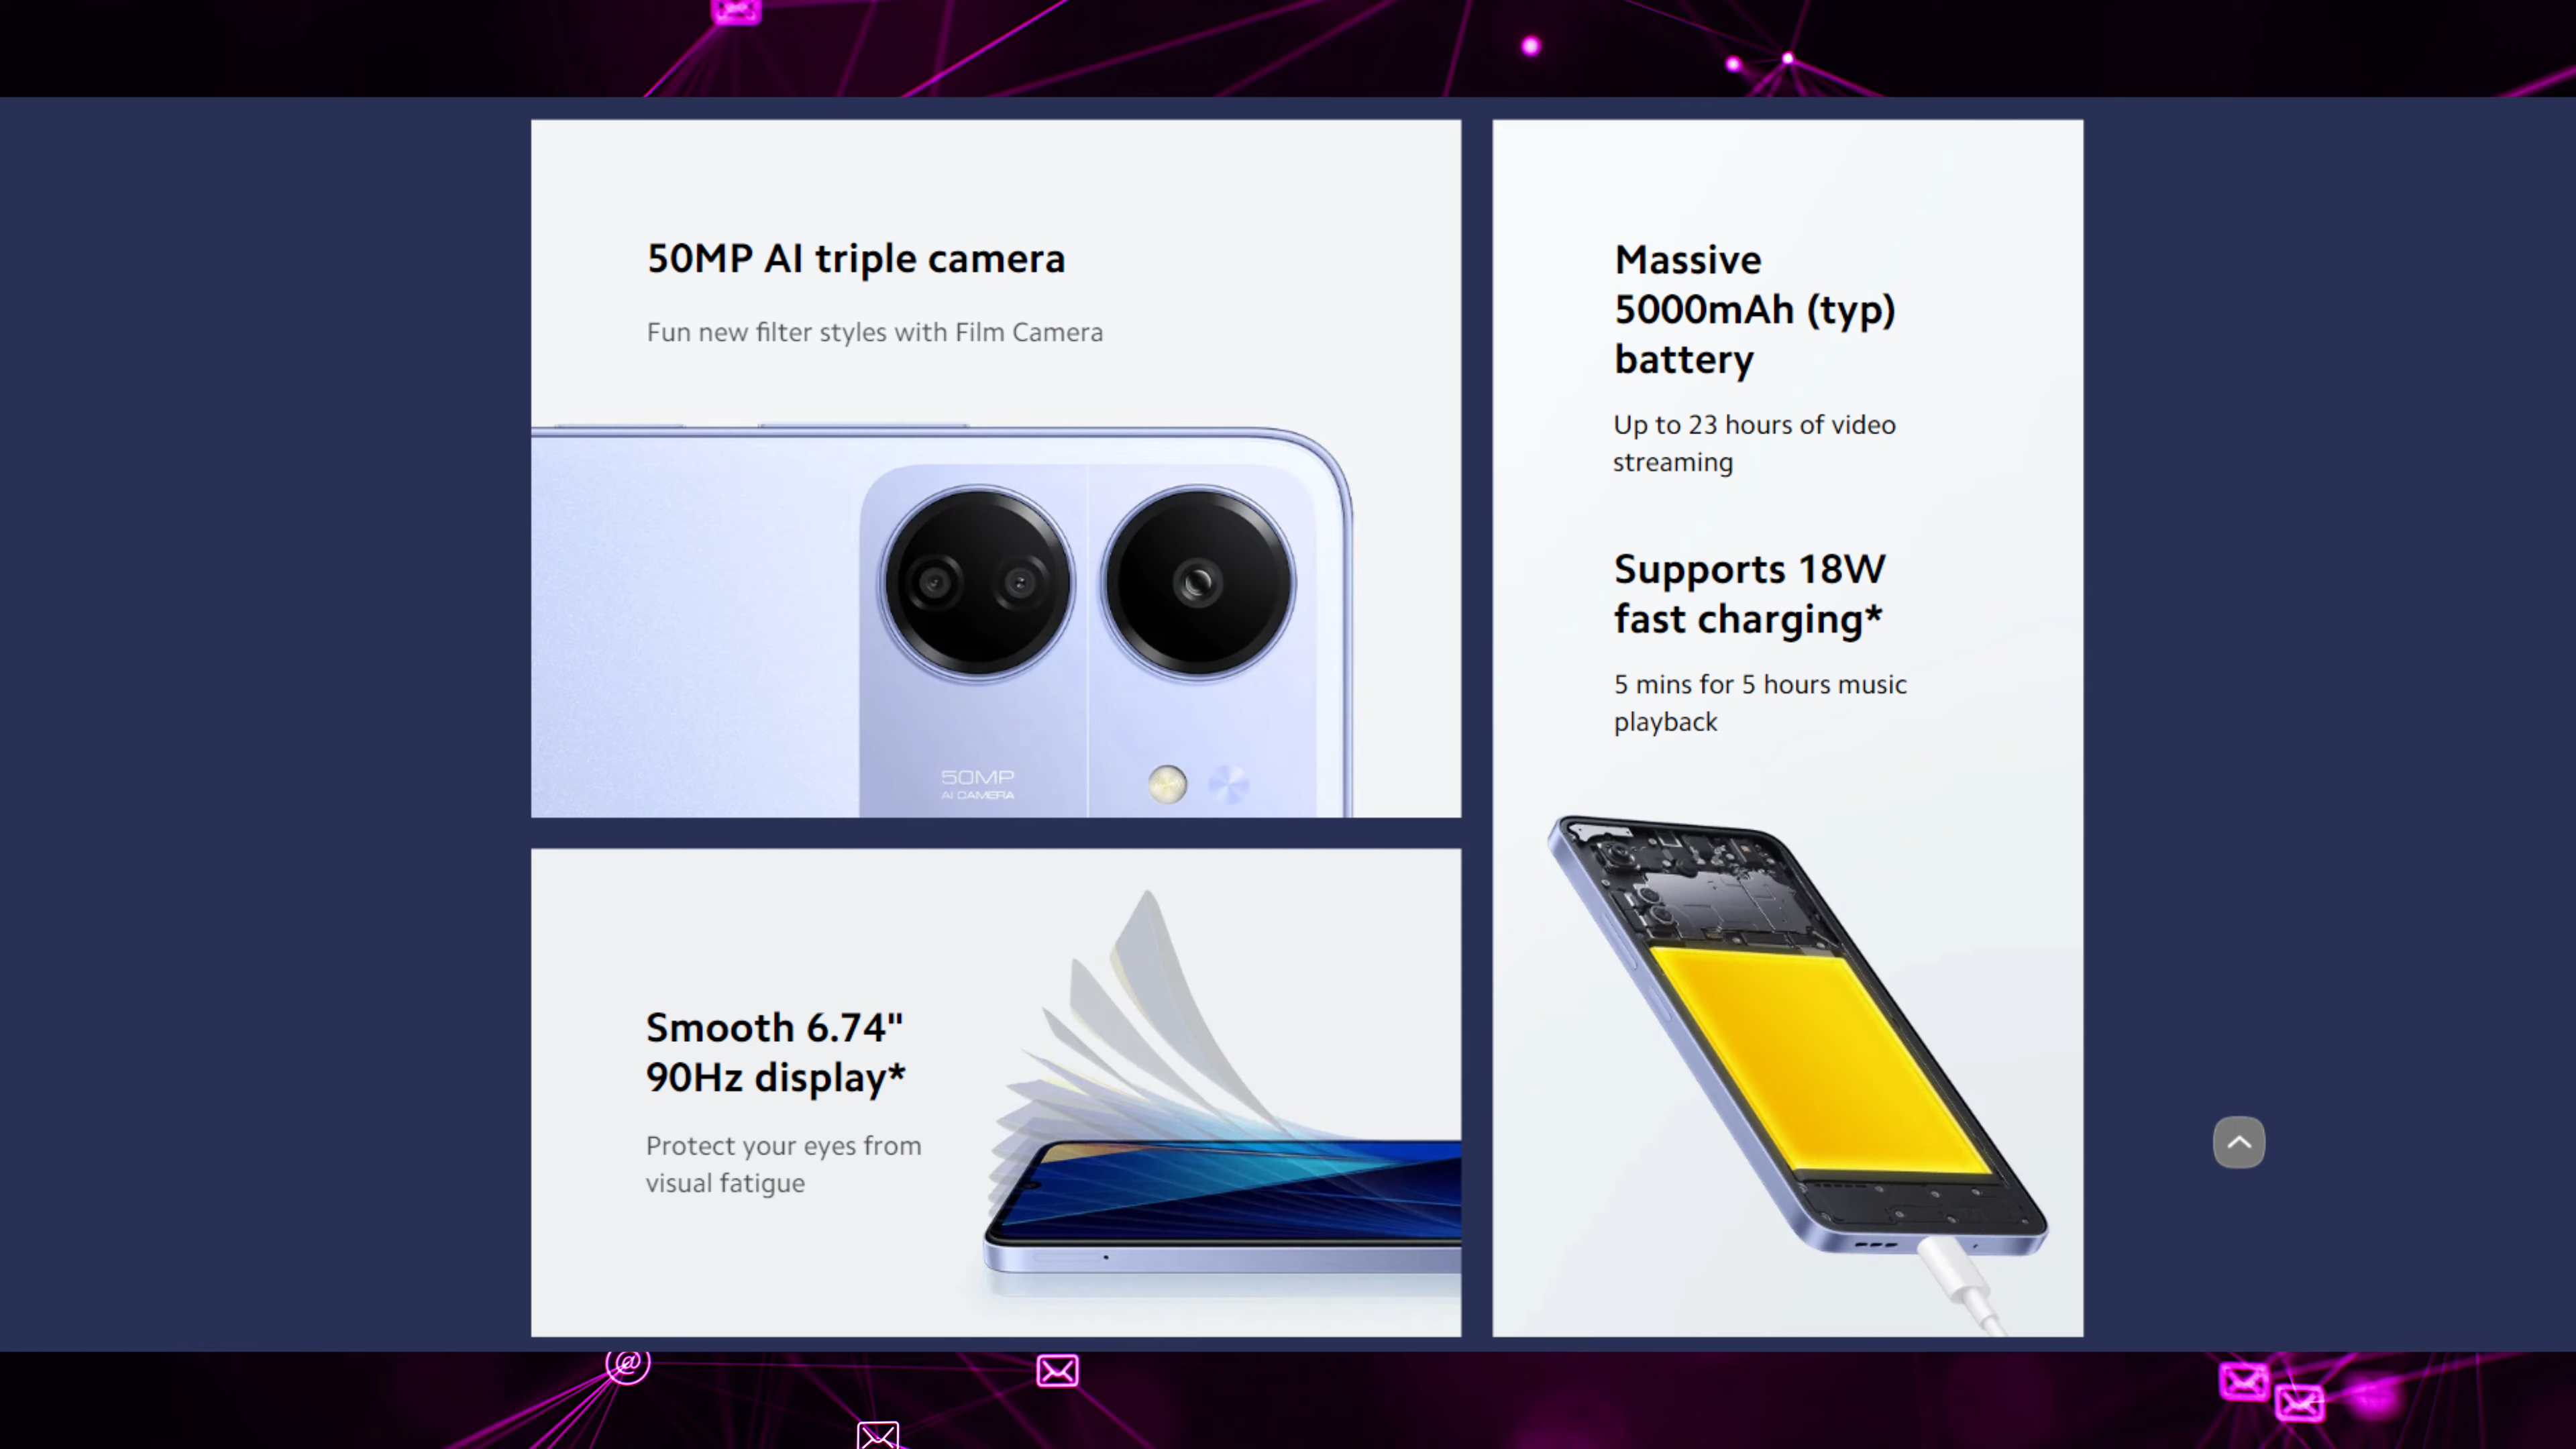 50MP AI triple camera
Fun new filter styles with Film Camera
50MP
AI CAMERA
Massive
5000mAh (typ)
battery
Up to 23 hours of video
streaming
Supports 18W
fast charging*
5 mins for 5 hours music
playback
Smooth 6.74"
90Hz display*
Protect your eyes from
visual fatigue
@